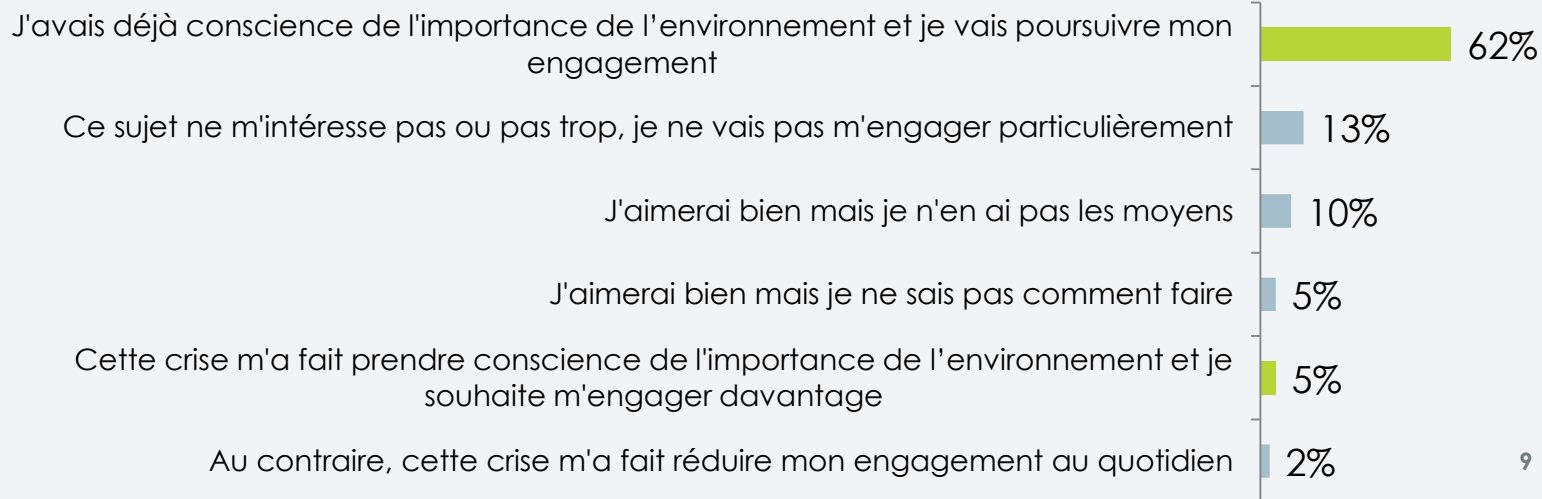 J'avais déjà conscience de l'importance de l’environnement et je vais poursuivre mon
engagement
62%
Ce sujet ne m'intéresse pas ou pas trop, je ne vais pas m'engager particulièrement
13%
J'aimerai bien mais je n'en ai pas les moyens
10%
J'aimerai bien mais je ne sais pas comment faire
5%
Cette crise m'a fait prendre conscience de l'importance de l’environnement et je
souhaite m'engager davantage
5%
Au contraire, cette crise m'a fait réduire mon engagement au quotidien
2%
9